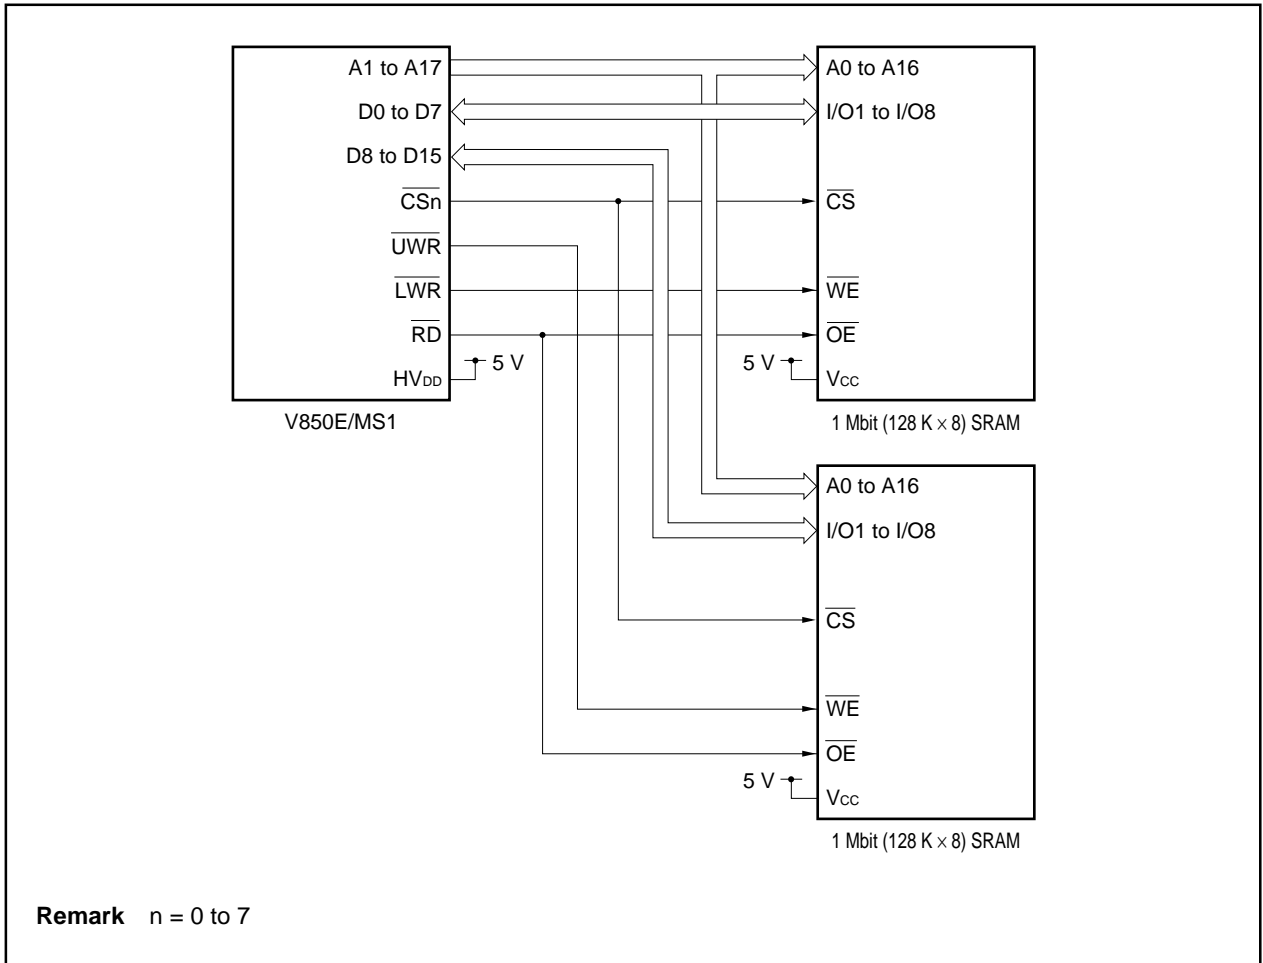 A1 to A17
D0 to D7
D8 to D15
CSn
UWR
LWR
RD
HVDD
5 V
V850E/MS1
A0 to A16
I/O1 to I/O8
CS
WE
OE
5 V
VCC
1 Mbit (128 K × 8) SRAM
A0 to A16
I/O1 to I/O8
CS
WE
OE
5 V
VCC
1 Mbit (128 K × 8) SRAM
Remark n = 0 to 7